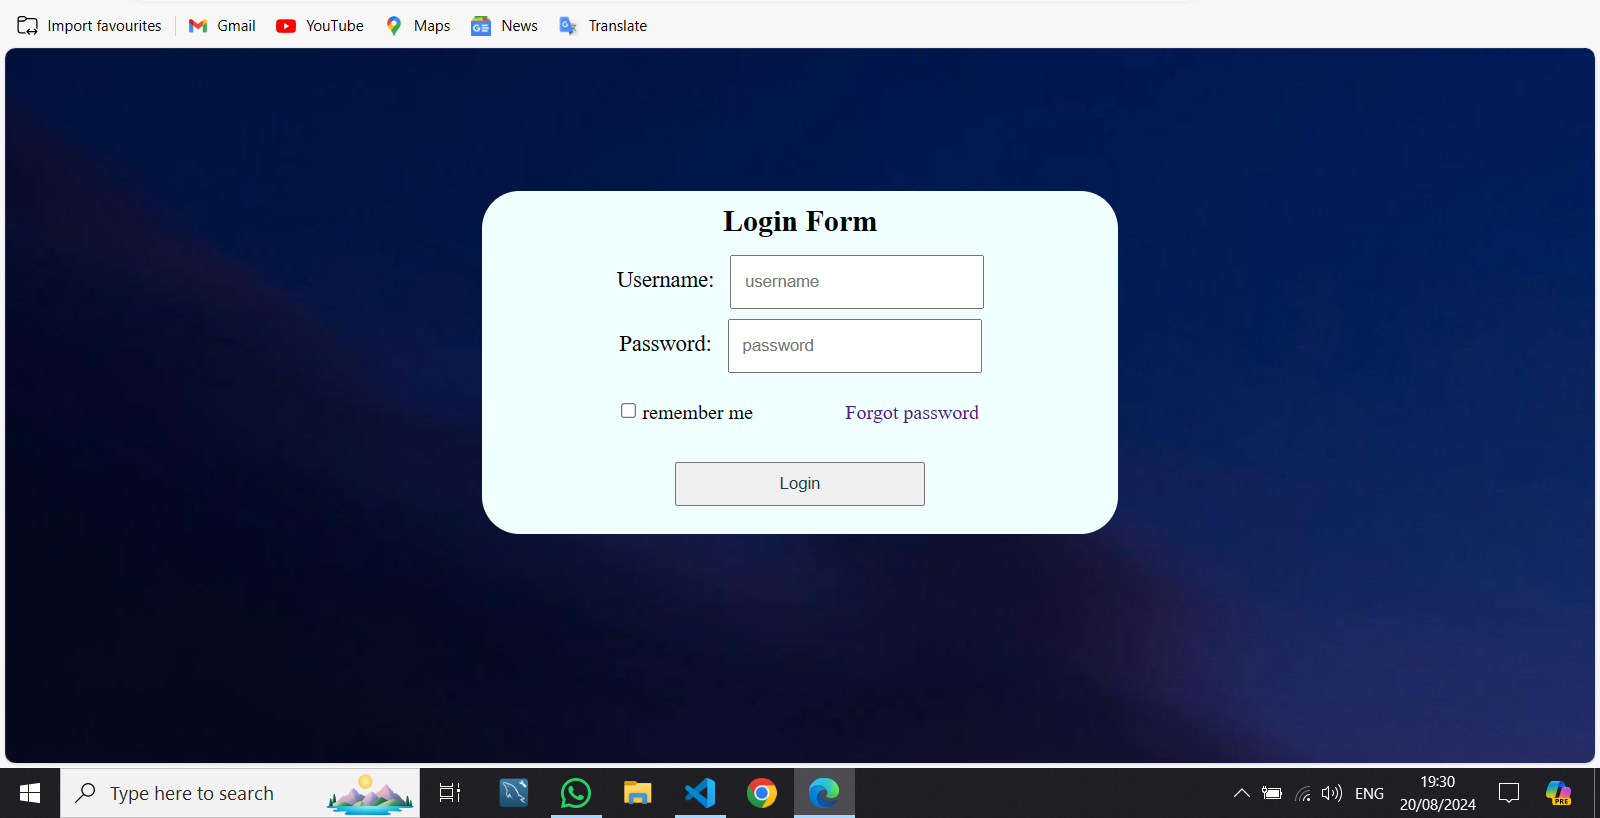 Import favourites Gmail YouTube Maps News Translate
Login Form
Username: username
Password: password
remember me Forgot password
Login
Type here to search ENG 19:30
20/08/2024
PRE